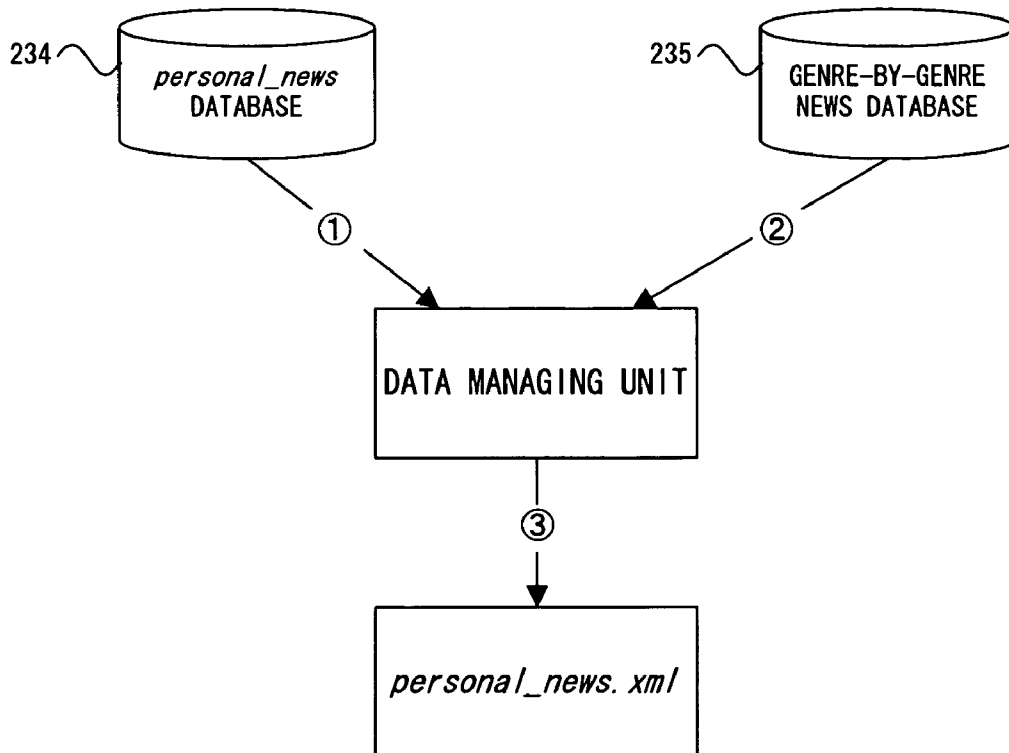 234
personal_news
DATABASE
235
GENRE-BY-GENRE
NEWS DATABASE
①
②
DATA MANAGING UNIT
③
personal_news.xml